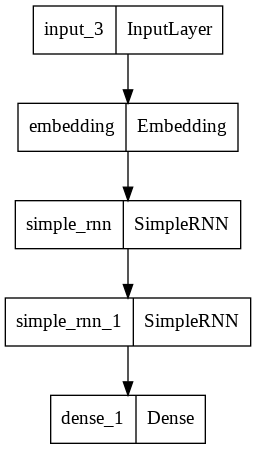 input_3 InputLayer
embedding Embedding
simple_rnn SimpleRNN
simple_rnn_1 SimpleRNN
dense_1 Dense